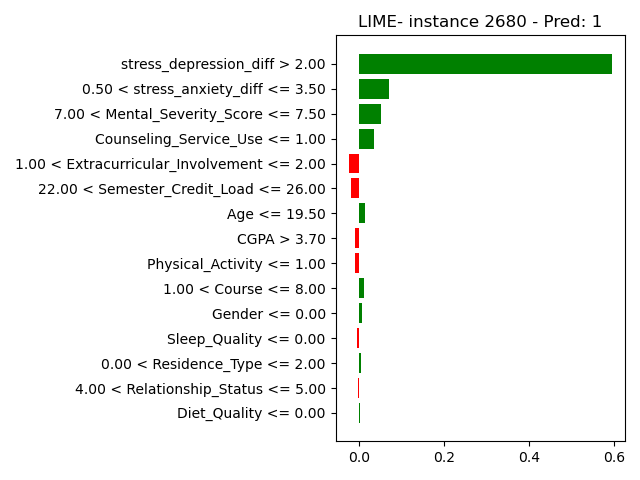 LIME- instance 2680 - Pred: 1
stress_depression_diff > 2.00
0.50 < stress_anxiety_diff <= 3.50
7.00 < Mental_Severity_Score <= 7.50
Counseling_Service_Use <= 1.00
1.00 < Extracurricular_Involvement <= 2.00
22.00 < Semester_Credit_Load <= 26.00
Age <= 19.50
CGPA > 3.70
Physical_Activity <= 1.00
1.00 < Course <= 8.00
Gender <= 0.00
Sleep_Quality <= 0.00
0.00 < Residence_Type <= 2.00
4.00 < Relationship_Status <= 5.00
Diet_Quality <= 0.00
0.0 0.2 0.4 0.6